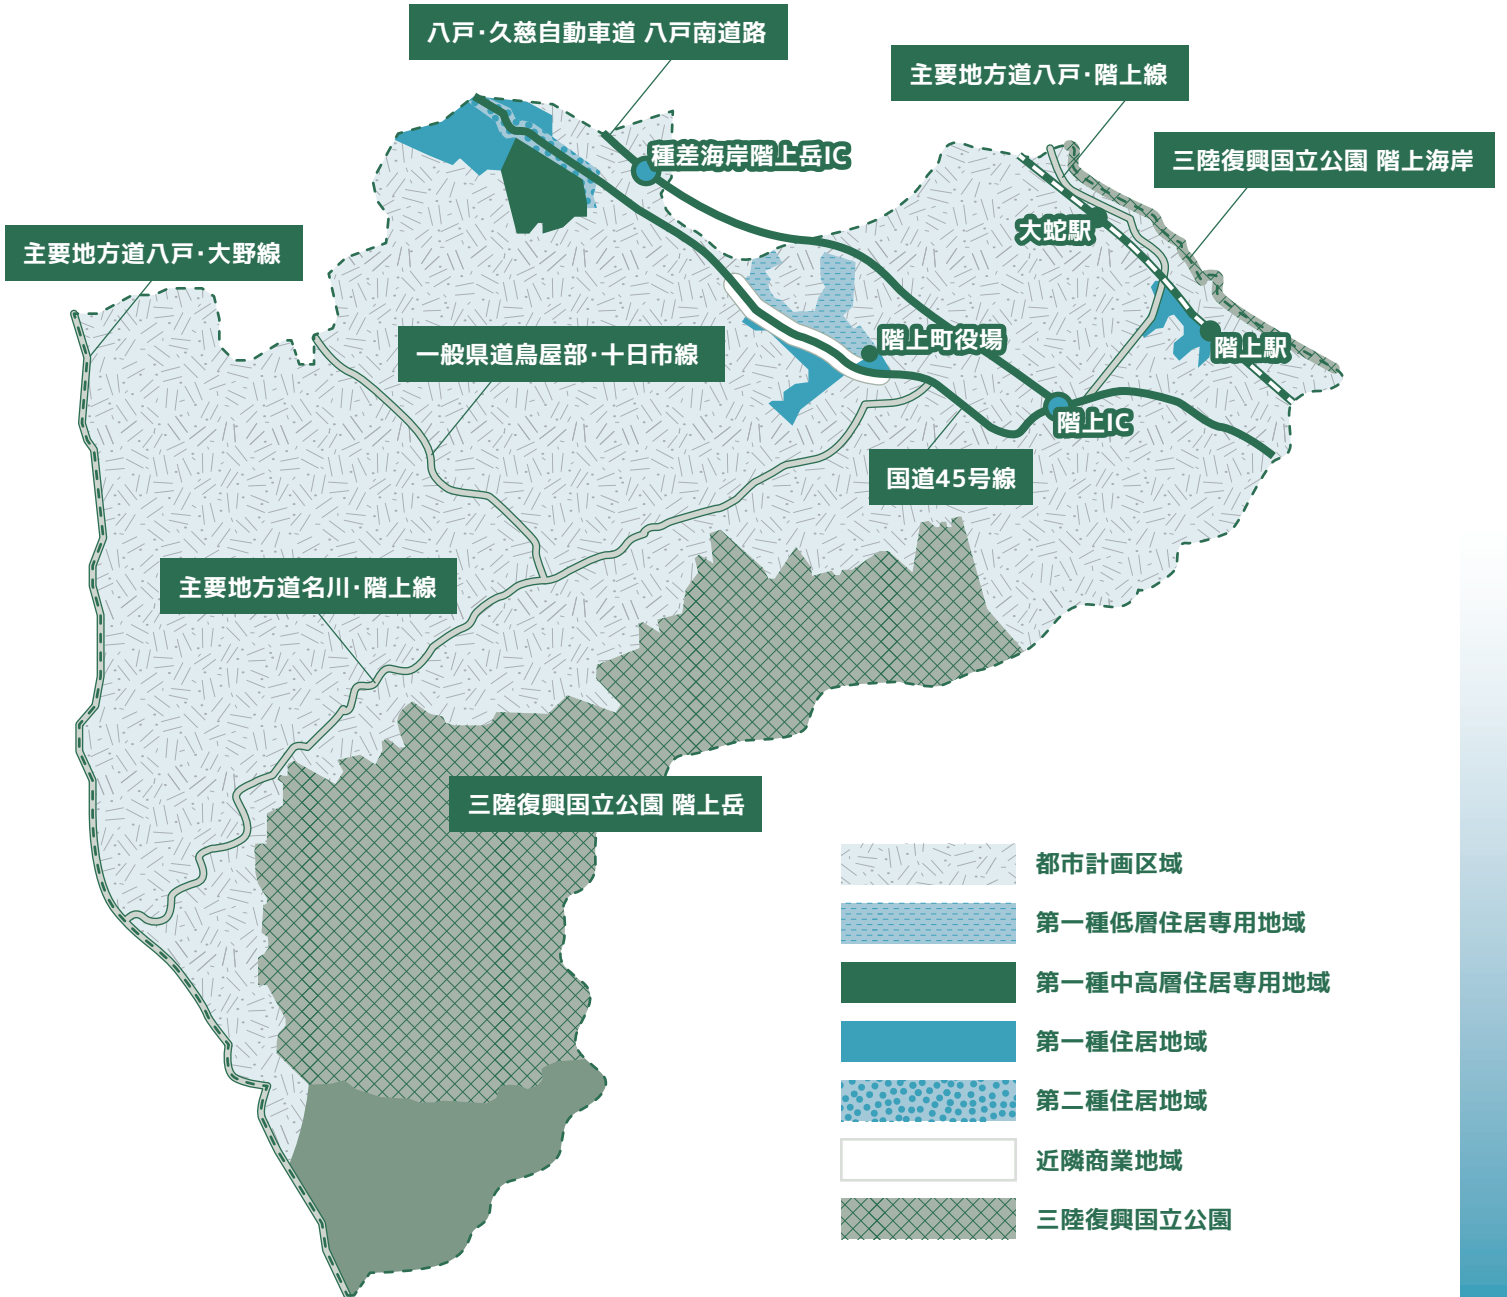 八戸･久慈自動車道 八戸南道路
主要地方道八戸･階上線
三陸復興国立公園 階上海岸
種差海岸階上岳IC
大蛇駅
主要地方道八戸･大野線
階上駅
階上町役場
一般県道鳥屋部･十日市線
階上IC
国道45号線
主要地方道名川･階上線
三陸復興国立公園 階上岳
都市計画区域
第一種低層住居専用地域
第一種中高層住居専用地域
第一種住居地域
第二種住居地域
近隣商業地域
三陸復興国立公園